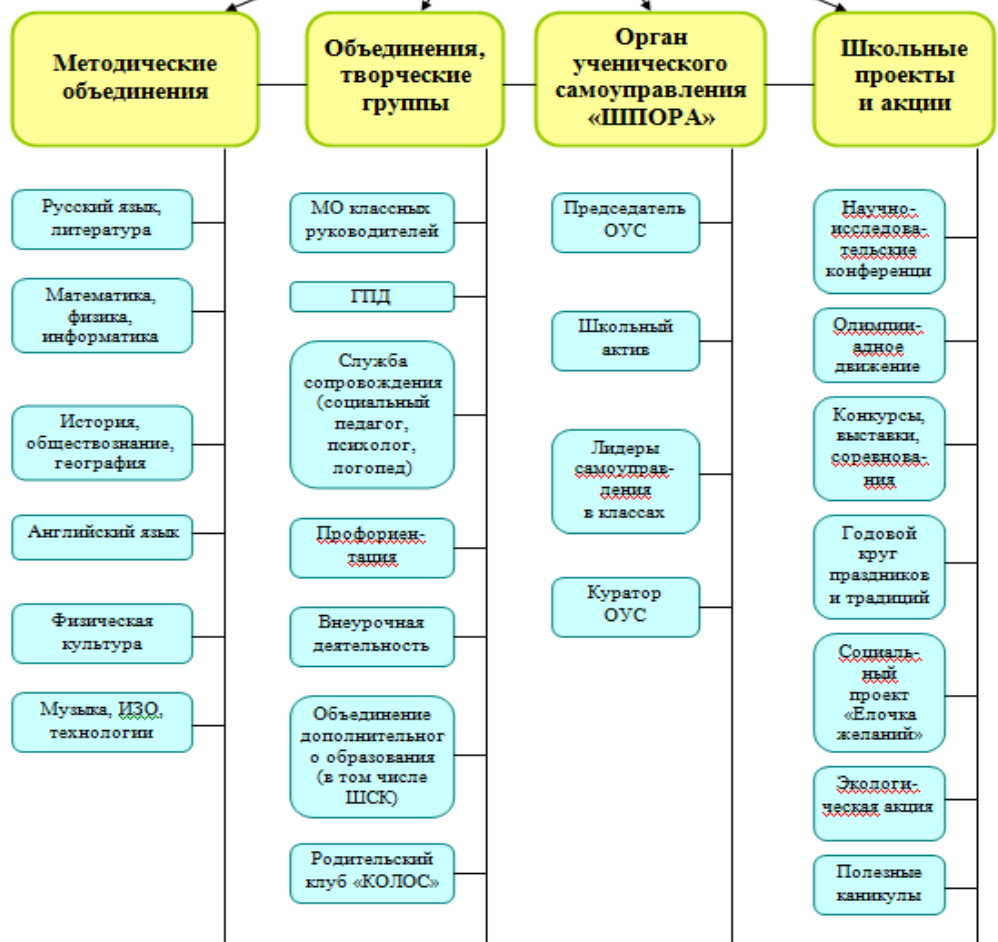 Методические
объединения
Объединения,
творческие
группы
Орган
ученического
самоуправления
«ШПОРА»
Школьные
проекты
и акции
Русский язык,
литература
Математика,
физика,
информатика
История,
обществознание,
география
Английский язык
Физическая
культура
Музыка, ИЗО,
технологии
МО классных
руководителей
ГПД
Служба
сопровождения
(социальный
педагог,
психолог,
логопед)
Профориен-
тация
Внеурочная
деятельность
Объединение
дополнительног
о образования
(в том числе
ШСК)
Родительский
клуб «КОЛОС»
Председатель
ОУС
Школьный
актив
Лидеры
самоуправ-
ления
в классах
Куратор
ОУС
Научно-
исследова-
тельские
конференци
Олимпии-
адное
движение
Конкурсы,
выставки,
соревнова-
ния
Годовой
круг
праздников
и традиций
Социаль-
ный
проект
«Елочка
желаний»
Экологи-
ческая акция
Полезные
каникулы